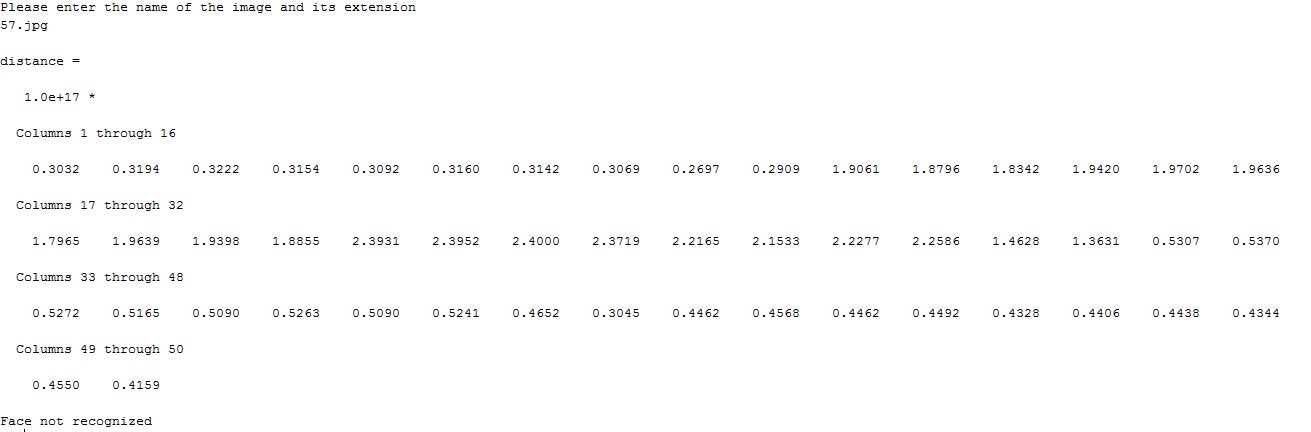 Please enter the name of the image and its extension
57.jpg
distance =
1.0e+17 *
Columns 1 through 16
0.3032 0.3194 0.3222 0.3154 0.3092 0.3160 0.3142 0.3069 0.2697 0.2909 1.9061 1.8796 1.8342 1.9420 1.9702 1.9636
Columns 17 through 32
1.7965 1.9639 1.9398 1.8855 2.3931 2.3952 2.4000 2.3719 2.2165 2.1533 2.2277 2.2586 1.4628 1.3631 0.5307 0.5370
Columns 33 through 48
0.5272 0.5165 0.5090 0.5263 0.5090 0.5241 0.4652 0.3045 0.4462 0.4568 0.4462 0.4492 0.4328 0.4406 0.4438 0.4344
Columns 49 through 50
0.4550 0.4159
Face not recognized